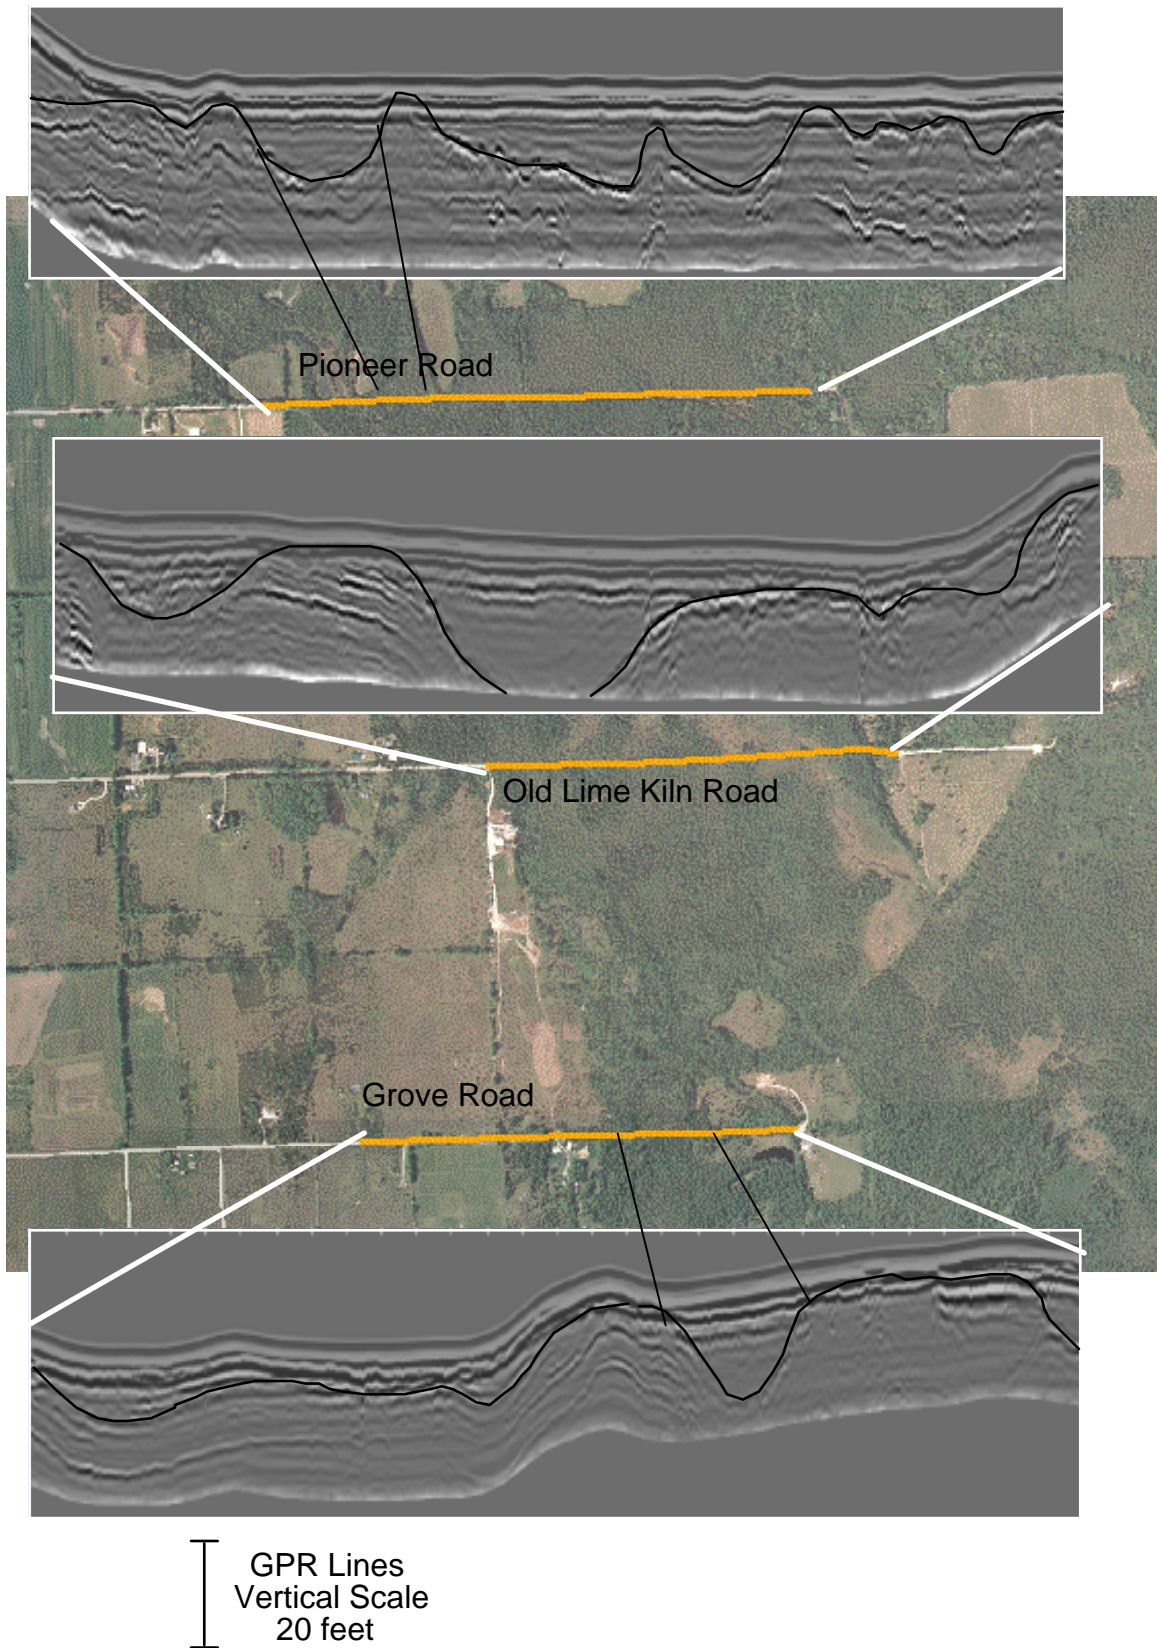 Pioneer Road
Old Lime Kiln Road
Grove Road
GPR Lines
Vertical Scale
20 feet